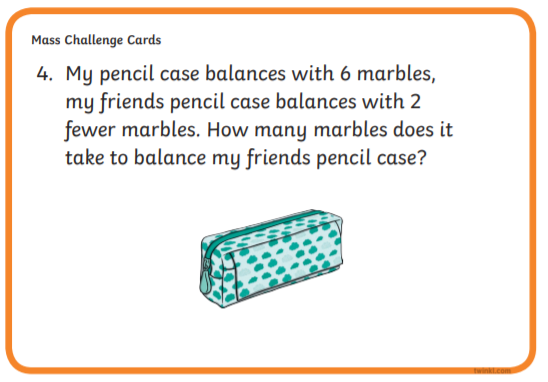 Mass Challenge Cards
4. My pencil case balances with 6 marbles,
my friends pencil case balances with 2
fewer marbles. How many marbles does it
take to balance my friends pencil case?
twinkl.com